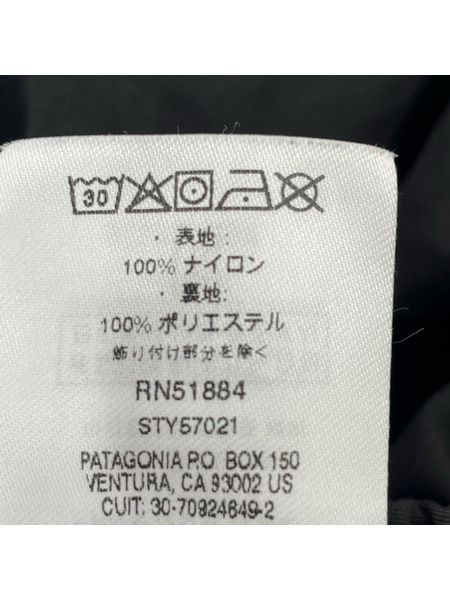 30
・表地:
100% ナイロン
・裏地:
100% ポリエステル
飾り付け部分を除く
RN51884
STY57021
PATAGONIA P.O. BOX 150
VENTURA, CA 93002 US
CUIT: 30-70924649-2